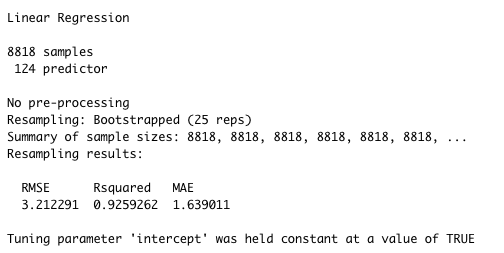 Linear Regression
8818 samples
124 predictor
No pre-processing
Resampling: Bootstrapped (25 reps)
Summary of sample sizes: 8818, 8818, 8818, 8818, 8818, 8818, ...
Resampling results:
RMSE Rsquared MAE
3.212291 0.9259262 1.639011
Tuning parameter 'intercept' was held constant at a value of TRUE